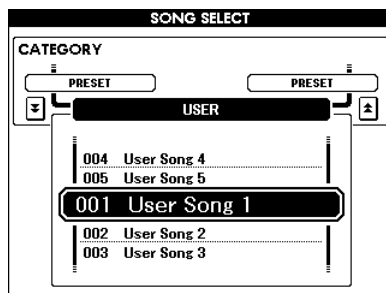 SONG SELECT
CATEGORY
PRESET PRESET
USER
004 User Song 4
005 User Song 5
001 User Song 1
002 User Song 2
003 User Song 3